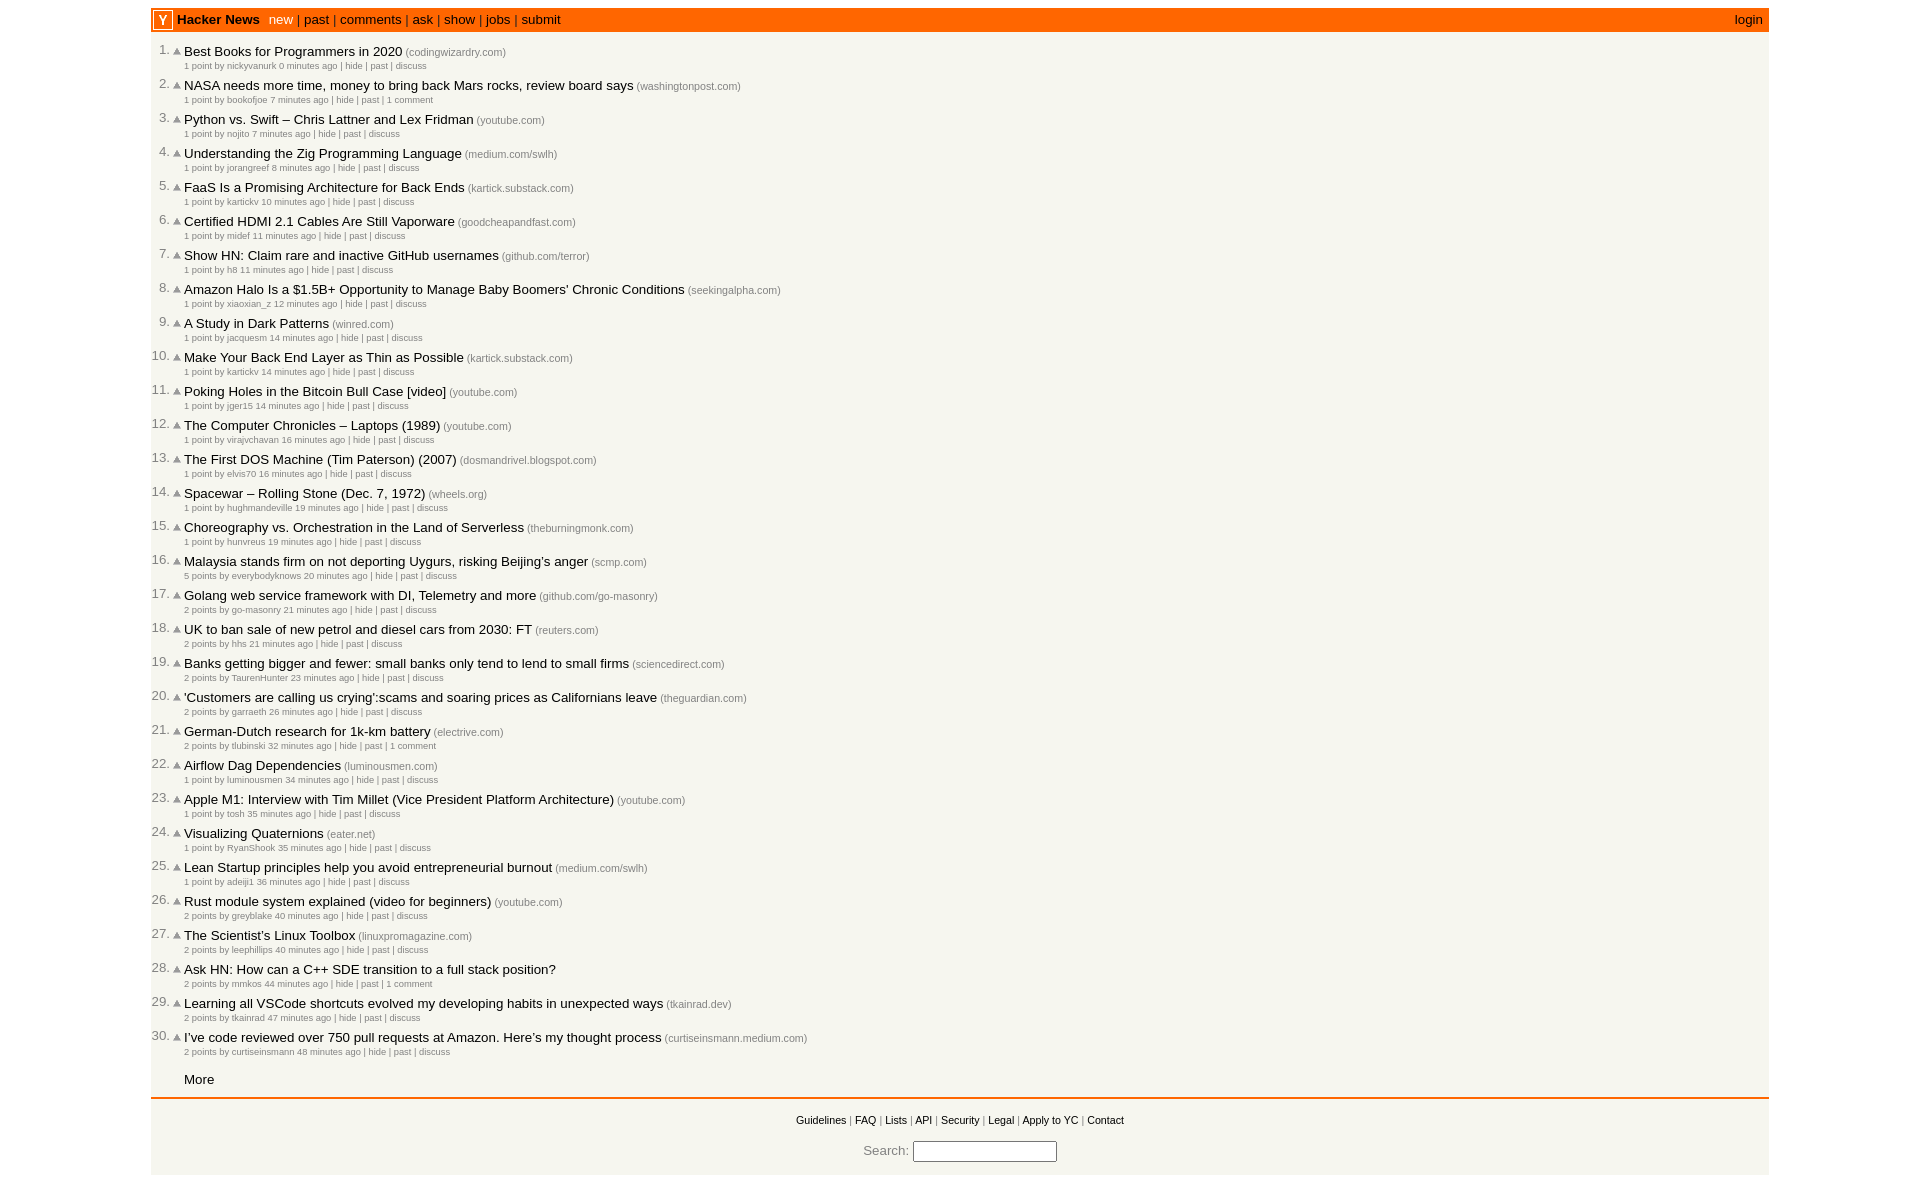 Y Hacker News new | past | comments | ask | show | jobs | submit login
1. Best Books for Programmers in 2020 (codingwizardry.com)
1 point by nickyvanurk 0 minutes ago | hide | past | discuss
2. NASA needs more time, money to bring back Mars rocks, review board says (washingtonpost.com)
1 point by bookofjoe 7 minutes ago | hide | past | 1 comment
3. Python vs. Swift – Chris Lattner and Lex Fridman (youtube.com)
1 point by nojito 7 minutes ago | hide | past | discuss
4. Understanding the Zig Programming Language (medium.com/swlh)
1 point by jorangreef 8 minutes ago | hide | past | discuss
5. FaaS Is a Promising Architecture for Back Ends (kartick.substack.com)
1 point by kartickv 10 minutes ago | hide | past | discuss
6. Certified HDMI 2.1 Cables Are Still Vaporware (goodcheapandfast.com)
1 point by midef 11 minutes ago | hide | past | discuss
7. Show HN: Claim rare and inactive GitHub usernames (github.com/terror)
1 point by h8 11 minutes ago | hide | past | discuss
8. Amazon Halo Is a $1.5B+ Opportunity to Manage Baby Boomers' Chronic Conditions (seekingalpha.com)
1 point by xiaoxian_z 12 minutes ago | hide | past | discuss
9. A Study in Dark Patterns (winred.com)
1 point by jacquesm 14 minutes ago | hide | past | discuss
10. Make Your Back End Layer as Thin as Possible (kartick.substack.com)
1 point by kartickv 14 minutes ago | hide | past | discuss
11. Poking Holes in the Bitcoin Bull Case [video] (youtube.com)
1 point by jger15 14 minutes ago | hide | past | discuss
12. The Computer Chronicles – Laptops (1989) (youtube.com)
1 point by virajvchavan 16 minutes ago | hide | past | discuss
13. The First DOS Machine (Tim Paterson) (2007) (dosmandrivel.blogspot.com)
1 point by elvis70 16 minutes ago | hide | past | discuss
14. Spacewar – Rolling Stone (Dec. 7, 1972) (wheels.org)
1 point by hughmandeville 19 minutes ago | hide | past | discuss
15. Choreography vs. Orchestration in the Land of Serverless (theburningmonk.com)
1 point by hunvreus 19 minutes ago | hide | past | discuss
16. Malaysia stands firm on not deporting Uygurs, risking Beijing’s anger (scmp.com)
5 points by everybodyknows 20 minutes ago | hide | past | discuss
17. Golang web service framework with DI, Telemetry and more (github.com/go-masonry)
2 points by go-masonry 21 minutes ago | hide | past | discuss
18. UK to ban sale of new petrol and diesel cars from 2030: FT (reuters.com)
2 points by hhs 21 minutes ago | hide | past | discuss
19. Banks getting bigger and fewer: small banks only tend to lend to small firms (sciencedirect.com)
2 points by TaurenHunter 23 minutes ago | hide | past | discuss
20. 'Customers are calling us crying':scams and soaring prices as Californians leave (theguardian.com)
2 points by garraeth 26 minutes ago | hide | past | discuss
21. German-Dutch research for 1k-km battery (electrive.com)
2 points by tlubinski 32 minutes ago | hide | past | 1 comment
22. Airflow Dag Dependencies (luminousmen.com)
1 point by luminousmen 34 minutes ago | hide | past | discuss
23. Apple M1: Interview with Tim Millet (Vice President Platform Architecture) (youtube.com)
1 point by tosh 35 minutes ago | hide | past | discuss
24. Visualizing Quaternions (eater.net)
1 point by RyanShook 35 minutes ago | hide | past | discuss
25. Lean Startup principles help you avoid entrepreneurial burnout (medium.com/swlh)
1 point by adeiji1 36 minutes ago | hide | past | discuss
26. Rust module system explained (video for beginners) (youtube.com)
2 points by greyblake 40 minutes ago | hide | past | discuss
27. The Scientist’s Linux Toolbox (linuxpromagazine.com)
2 points by leephillips 40 minutes ago | hide | past | discuss
28. Ask HN: How can a C++ SDE transition to a full stack position?
2 points by mmkos 44 minutes ago | hide | past | 1 comment
29. Learning all VSCode shortcuts evolved my developing habits in unexpected ways (tkainrad.dev)
2 points by tkainrad 47 minutes ago | hide | past | discuss
30. I’ve code reviewed over 750 pull requests at Amazon. Here’s my thought process (curtiseinsmann.medium.com)
2 points by curtiseinsmann 48 minutes ago | hide | past | discuss
More
Guidelines | FAQ | Lists | API | Security | Legal | Apply to YC | Contact
Search: